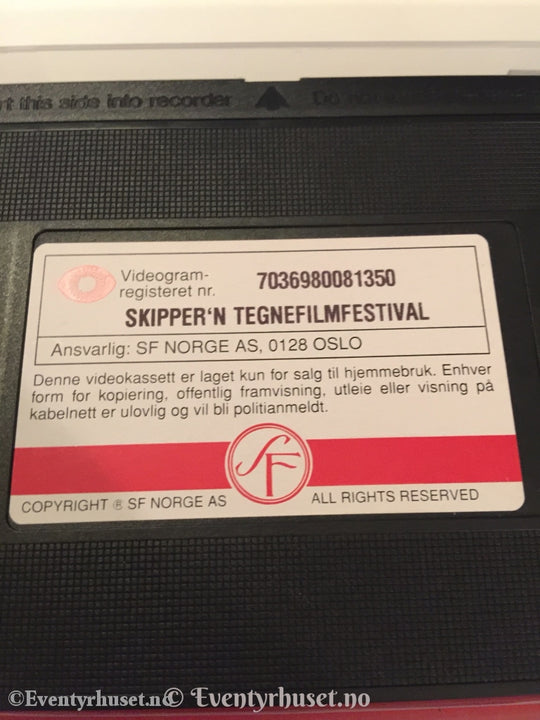 rt this side into recorder
Videogram-
registeret nr. 7036980081350
SKIPPER'N TEGNEFILMFESTIVAL
Ansvarlig: SF NORGE AS, 0128 OSLO
Denne videokassett er laget kun for salg til hjemmebruk. Enhver
form for kopiering, offentlig framvisning, utleie eller visning på
kabelnett er ulovlig og vil bli politianmeldt.
SF
COPYRIGHT ® SF NORGE AS ALL RIGHTS RESERVED
©Eventyrhuset.n© Eventyrhuset.no